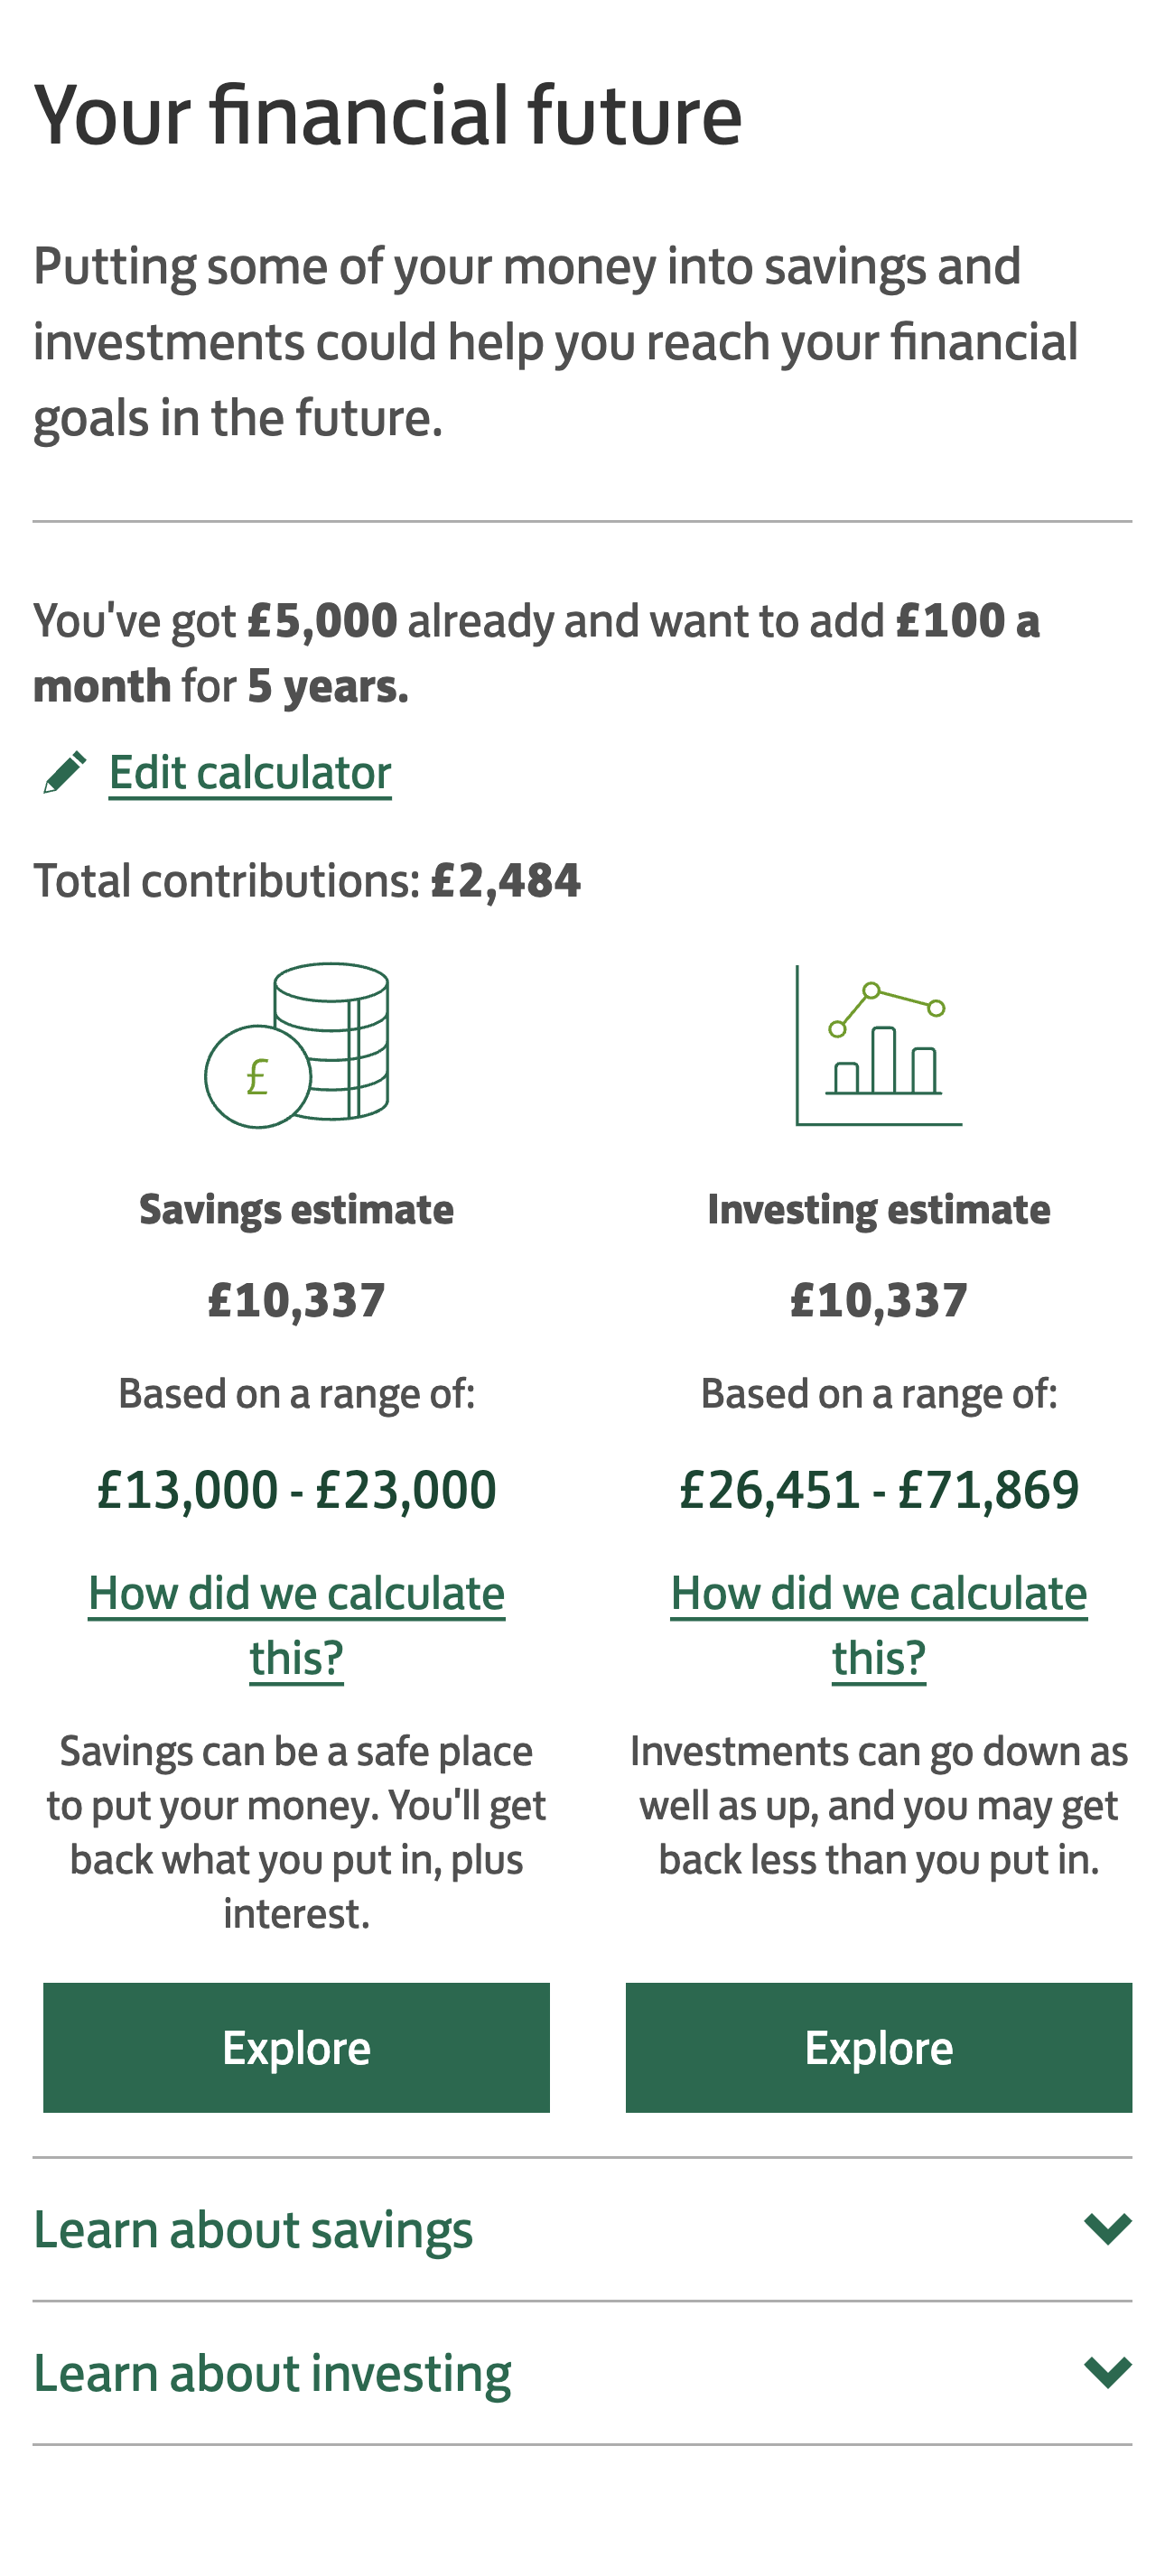 Your financial future
Putting some of your money into savings and
investments could help you reach your financial
goals in the future.
You've got £5,000 already and want to add £100 a
month for 5 years.
Edit calculator
Total contributions: £2,484
£
Savings estimate
£10,337
Based on a range of:
£13,000 - £23,000
How did we calculate
this?
Savings can be a safe place
to put your money. You'll get
back what you put in, plus
interest.
Explore
Investing estimate
£10,337
Based on a range of:
£26,451 - £71,869
How did we calculate
this?
Investments can go down as
well as up, and you may get
back less than you put in.
Explore
Learn about savings
Learn about investing